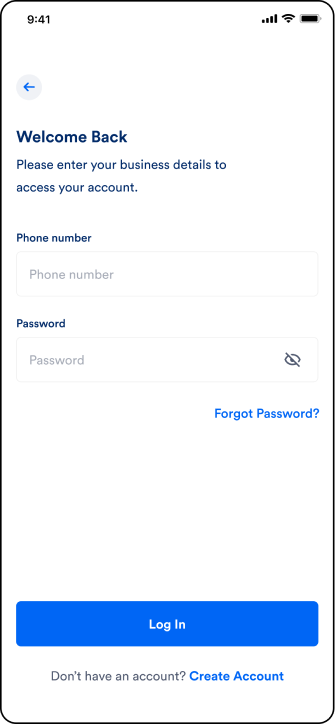 9:41
Welcome Back
Please enter your business details to
access your account.
Phone number
Phone number
Password
Password
Forgot Password?
Log In
Don’t have an account? Create Account